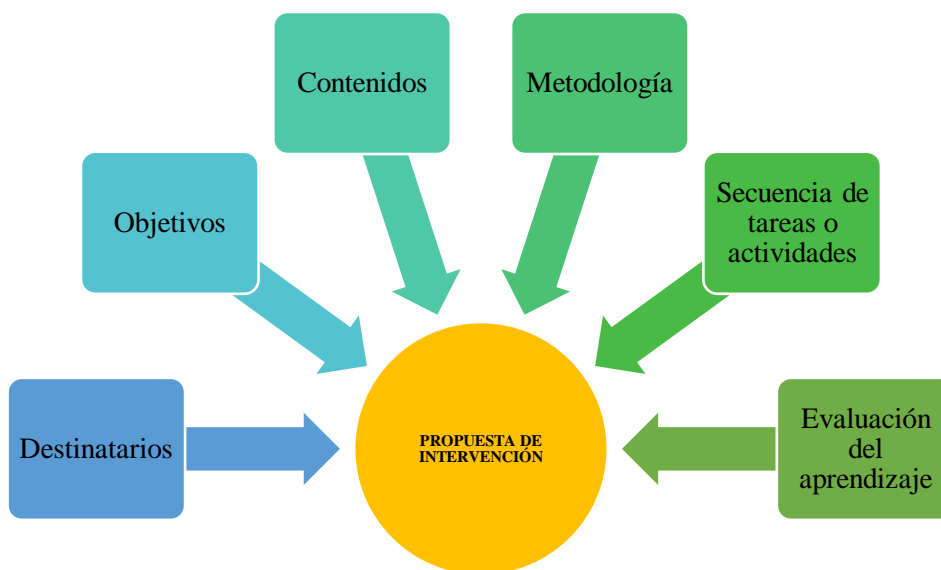 Contenidos
Metodología
Objetivos
Secuencia de
tareas o
actividades
Destinatarios
PROPUESTA DE
INTERVENCIÓN
Evaluación
del
aprendizaje